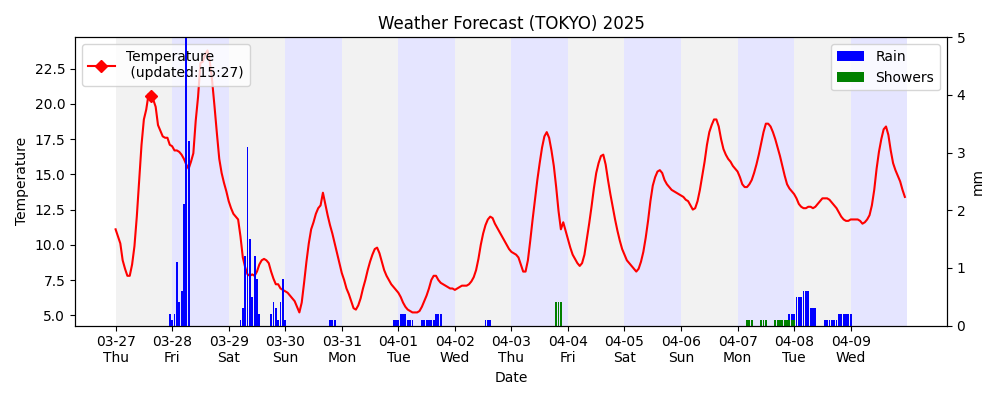 Weather Forecast (TOKYO) 2025
Temperature
(updated:15:27)
Rain
Showers
22.5
20.0
17.5
15.0
12.5
10.0
7.5
5.0
Temperature
5
4
3
2
1
0
mm
03-27 03-28 03-29 03-30 03-31 04-01 04-02 04-03 04-04 04-05 04-06 04-07 04-08 04-09
Thu Fri Sat Sun Mon Tue Wed Thu Fri Sat Sun Mon Tue Wed
Date